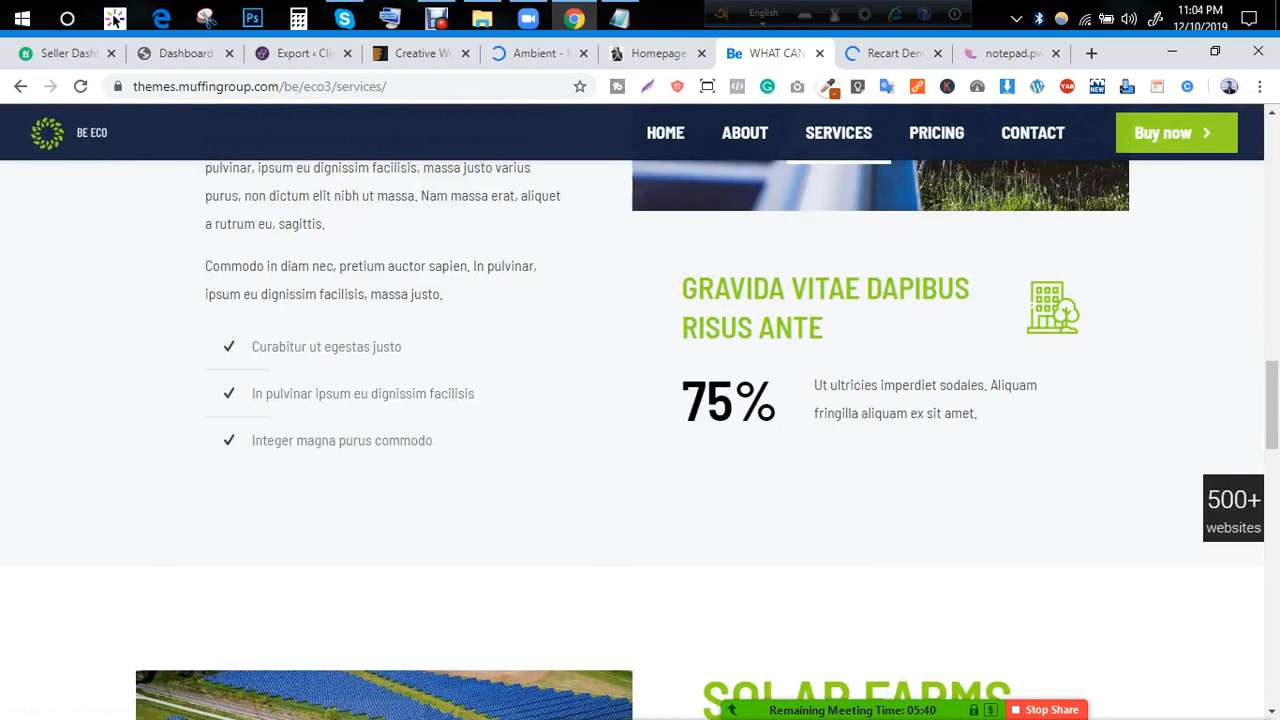 English
11:04 PM
12/10/2019
Seller Dash
Dashboard
Export ‹ Clin
Creative Wo
Ambient -
Homepage
WHAT CAN
Recart Dem
notepad.pw
themes.muffingroup.com/be/eco3/services/
BE ECO
HOME
ABOUT
SERVICES
PRICING
CONTACT
Buy now
pulvinar, ipsum eu dignissim facilisis, massa justo varius
purus, non dictum elit nibh ut massa. Nam massa erat, aliquet
a rutrum eu, sagittis.
Commodo in diam nec, pretium auctor sapien. In pulvinar,
ipsum eu dignissim facilisis, massa justo.
Curabitur ut egestas justo
In pulvinar ipsum eu dignissim facilisis
Integer magna purus commodo
GRAVIDA VITAE DAPIBUS
RISUS ANTE
75%
Ut ultricies imperdiet sodales. Aliquam
fringilla aliquam ex sit amet.
500+
websites
SOLAR FARMS
Remaining Meeting Time: 05:40
Stop Share